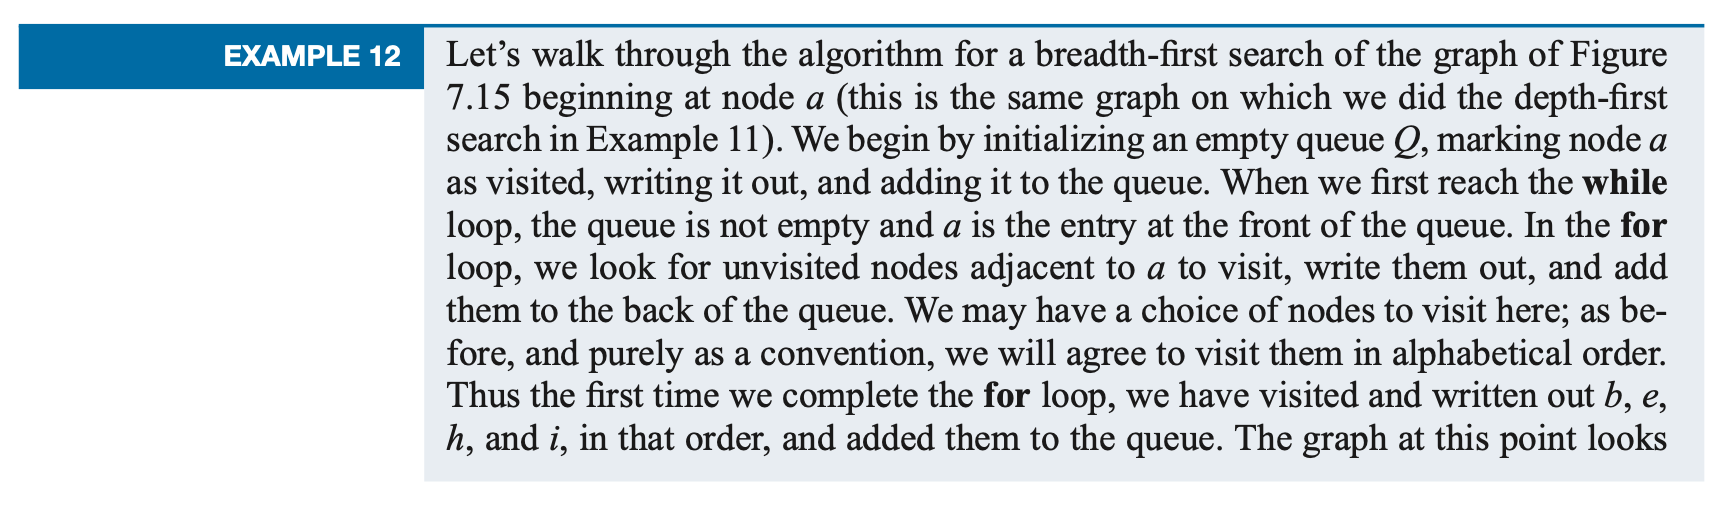 EXAMPLE 12
Let’s walk through the algorithm for a breadth-first search of the graph of Figure
7.15 beginning at node a (this is the same graph on which we did the depth-first
search in Example 11). We begin by initializing an empty queue Q, marking node a
as visited, writing it out, and adding it to the queue. When we first reach the while
loop, the queue is not empty and a is the entry at the front of the queue. In the for
loop, we look for unvisited nodes adjacent to a to visit, write them out, and add
them to the back of the queue. We may have a choice of nodes to visit here; as be-
fore, and purely as a convention, we will agree to visit them in alphabetical order.
Thus the first time we complete the for loop, we have visited and written out b, e,
h, and i, in that order, and added them to the queue. The graph at this point looks